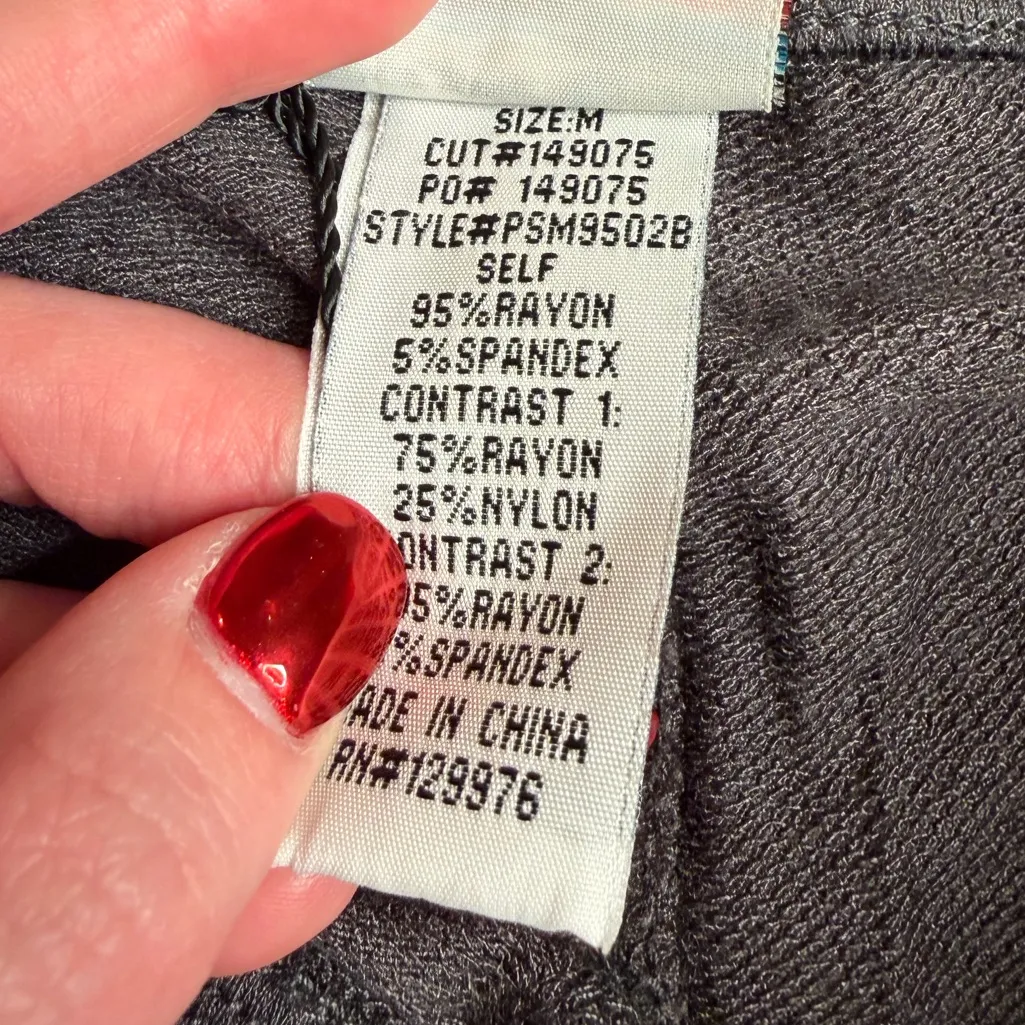 SIZE:M
CUT#149075
PO# 149075
STYLE#PSM9502B
SELF
95%RAYON
5%SPANDEX
CONTRAST 1:
75%RAYON
25%NYLON
ONTRAST 2:
5%RAYON
%SPANDEX
ADE IN CHINA
RN#129976